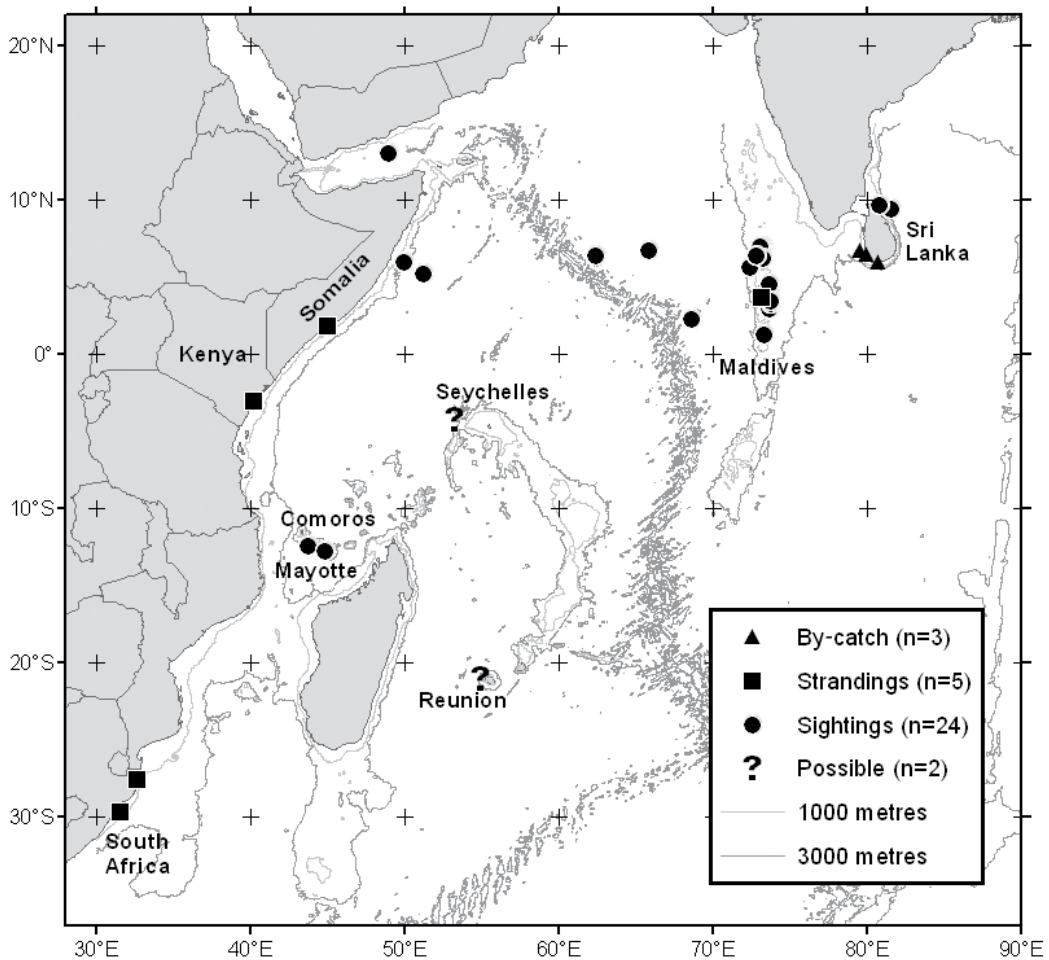 20°N
10°N
0°
10°S
20°S
30°S
30°E
40°E
50°E
60°E
70°E
80°E
90°E
Somalia
Kenya
Seychelles
Comoros
Mayotte
Reunion
South
Africa
Maldives
Sri
Lanka
?
?
By-catch (n=3)
Strandings (n=5)
Sightings (n=24)
? Possible (n=2)
1000 metres
3000 metres